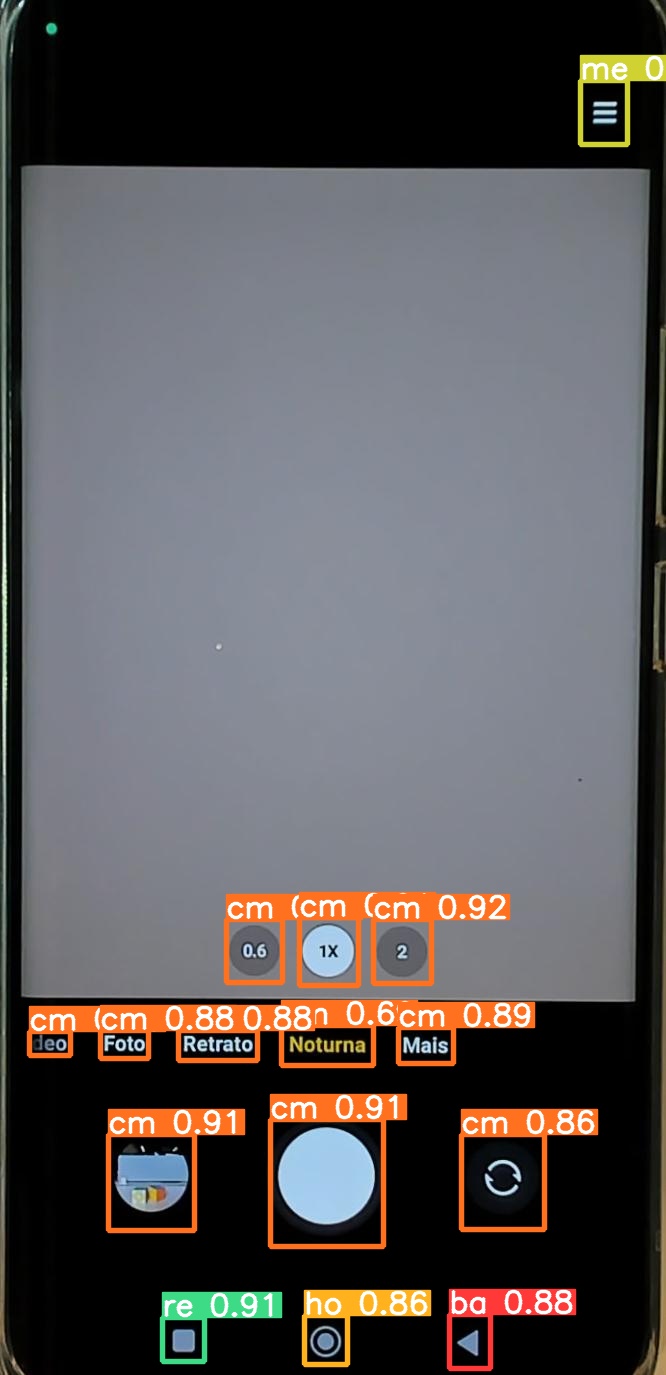 me 0
cm (cm (cm 0.92
0.6 1X 2
cm (cm 0.88 0.88 0.6 cm 0.89
deo Foto Retrato Noturna Mais
cm 0.91 cm 0.91 cm 0.86
re 0.91 ho 0.86 ba 0.88